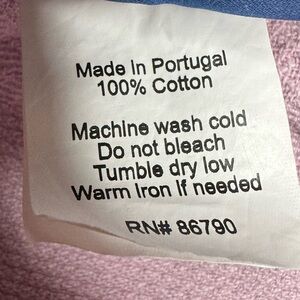 Made in Portugal
100% Cotton
Machine wash cold
Do not bleach
Tumble dry low
Warm Iron if needed
RN# 86790